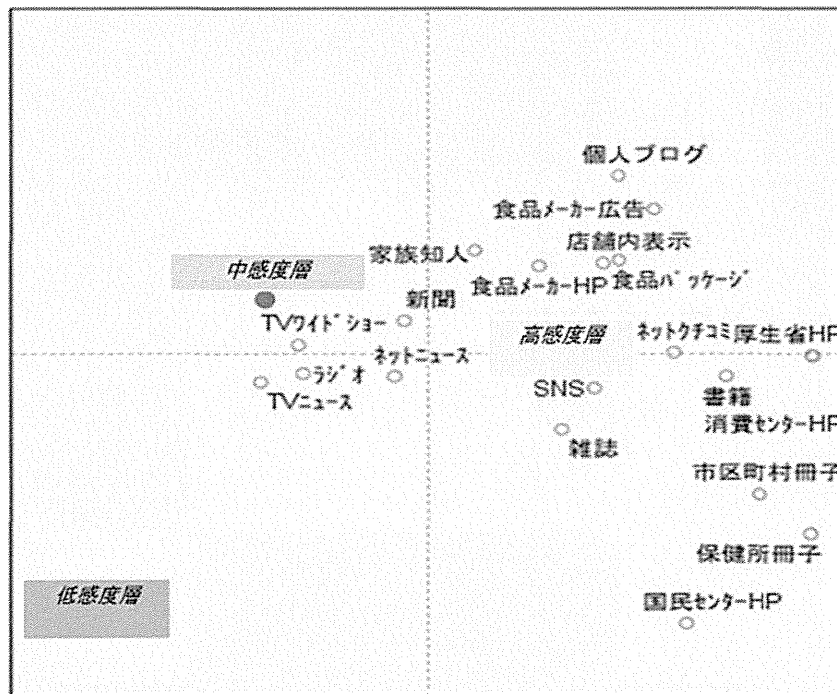 個人ブログ
食品メーカー広告
店舗内表示
家族知人
中感度層
食品メーカーHP
食品パッケージ
新聞
TVワイドショー
高感度層
ネットクチコミ
厚生省HP
ネットニュース
ラジオ
SNS
書籍
TVニュース
消費センターHP
雑誌
市区町村冊子
保健所冊子
低感度層
国民センターHP